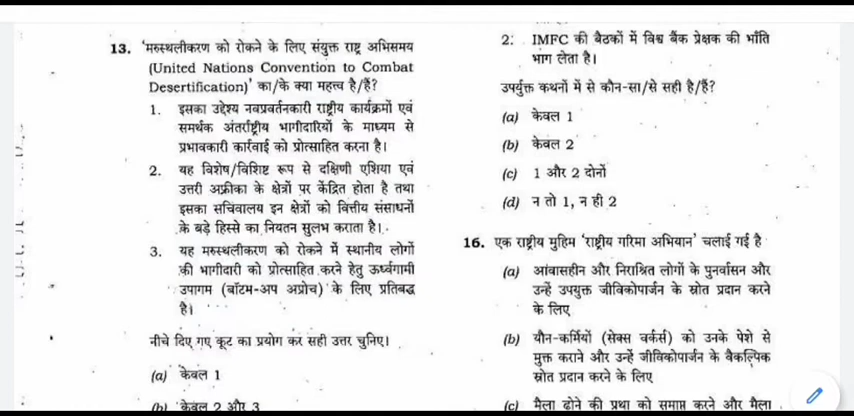 13. ‘मरुस्थलीकरण को रोकने के लिए संयुक्त राष्ट्र अभिसमय
(United Nations Convention to Combat
Desertification)’ का/के क्या महत्त्व है/हैं?
1. इसका उद्देश्य नवप्रवर्तनकारी राष्ट्रीय कार्यक्रमों एवं
समर्थक अंतर्राष्ट्रीय भागीदारियों के माध्यम से
प्रभावकारी कार्रवाई को प्रोत्साहित करना है।
2. यह विशेष/विशिष्ट रूप से दक्षिणी एशिया एवं
उत्तरी अफ्रीका के क्षेत्रों पर केंद्रित होता है तथा
इसका सचिवालय इन क्षेत्रों को वित्तीय संसाधनों
के बड़े हिस्से का नियतन सुलभ कराता है।
3. यह मरुस्थलीकरण को रोकने में स्थानीय लोगों
की भागीदारी को प्रोत्साहित करने हेतु ऊर्ध्वगामी
उपागम (बॉटम-अप अप्रोच) के लिए प्रतिबद्ध
है।
नीचे दिए गए कूट का प्रयोग कर सही उत्तर चुनिए।
(a) केवल 1
(b) केवल 2 और 3
2. IMFC की बैठकों में विश्व बैंक प्रेक्षक की भाँति
भाग लेता है।
उपर्युक्त कथनों में से कौन-सा/से सही है/हैं?
(a) केवल 1
(b) केवल 2
(c) 1 और 2 दोनों
(d) न तो 1, न ही 2
16. एक राष्ट्रीय मुहिम ‘राष्ट्रीय गरिमा अभियान’ चलाई गई है
(a) आवासहीन और निराश्रित लोगों के पुनर्वासन और
उन्हें उपयुक्त जीविकोपार्जन के स्रोत प्रदान करने
के लिए
(b) यौन-कर्मियों (सेक्स वर्कर्स) को उनके पेशे से
मुक्त कराने और उन्हें जीविकोपार्जन के वैकल्पिक
स्रोत प्रदान करने के लिए
(c) मैला ढोने की प्रथा को समाप्त करने और मैला